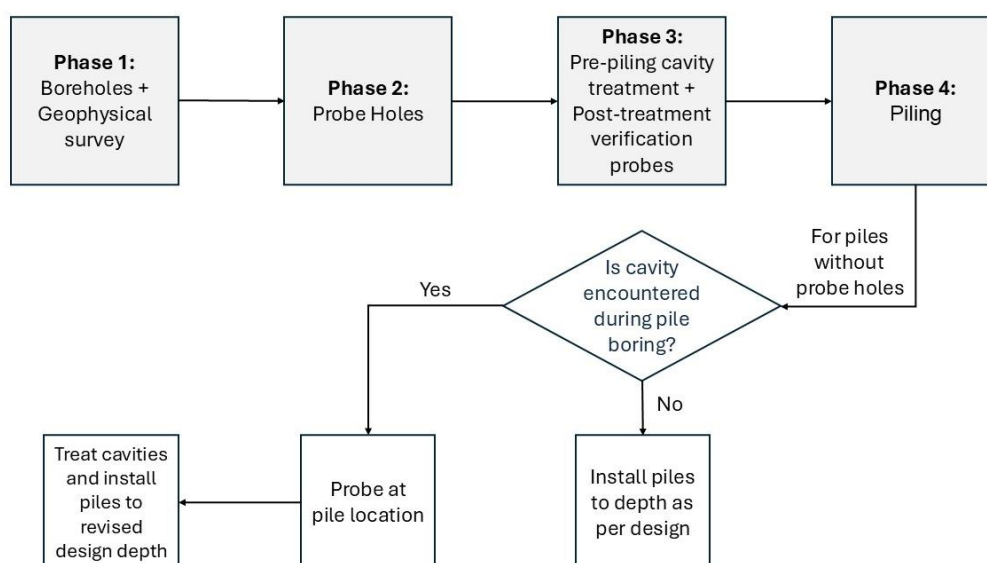 Phase 1:
Boreholes +
Geophysical
survey
Phase 2:
Probe Holes
Phase 3:
Pre-piling cavity
treatment +
Post-treatment
verification
probes
Phase 4:
Piling
For piles
without
probe holes
Is cavity
encountered
during pile
boring?
Yes
No
Treat cavities
and install
piles to
revised
design depth
Probe at
pile location
Install piles
to depth as
per design